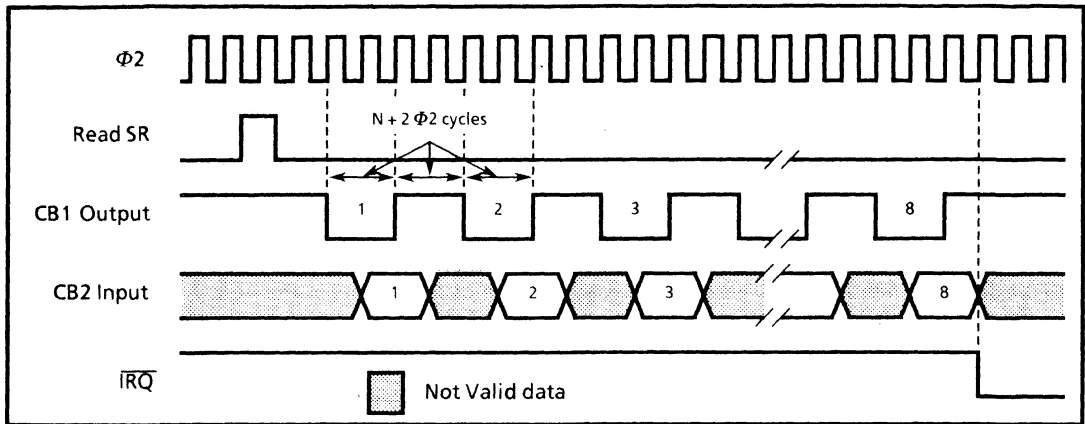 Φ2
Read SR
N + 2 Φ2 cycles
CB1 Output
1 2 3 8
CB2 Input
1 2 3 8
IRQ
Not Valid data